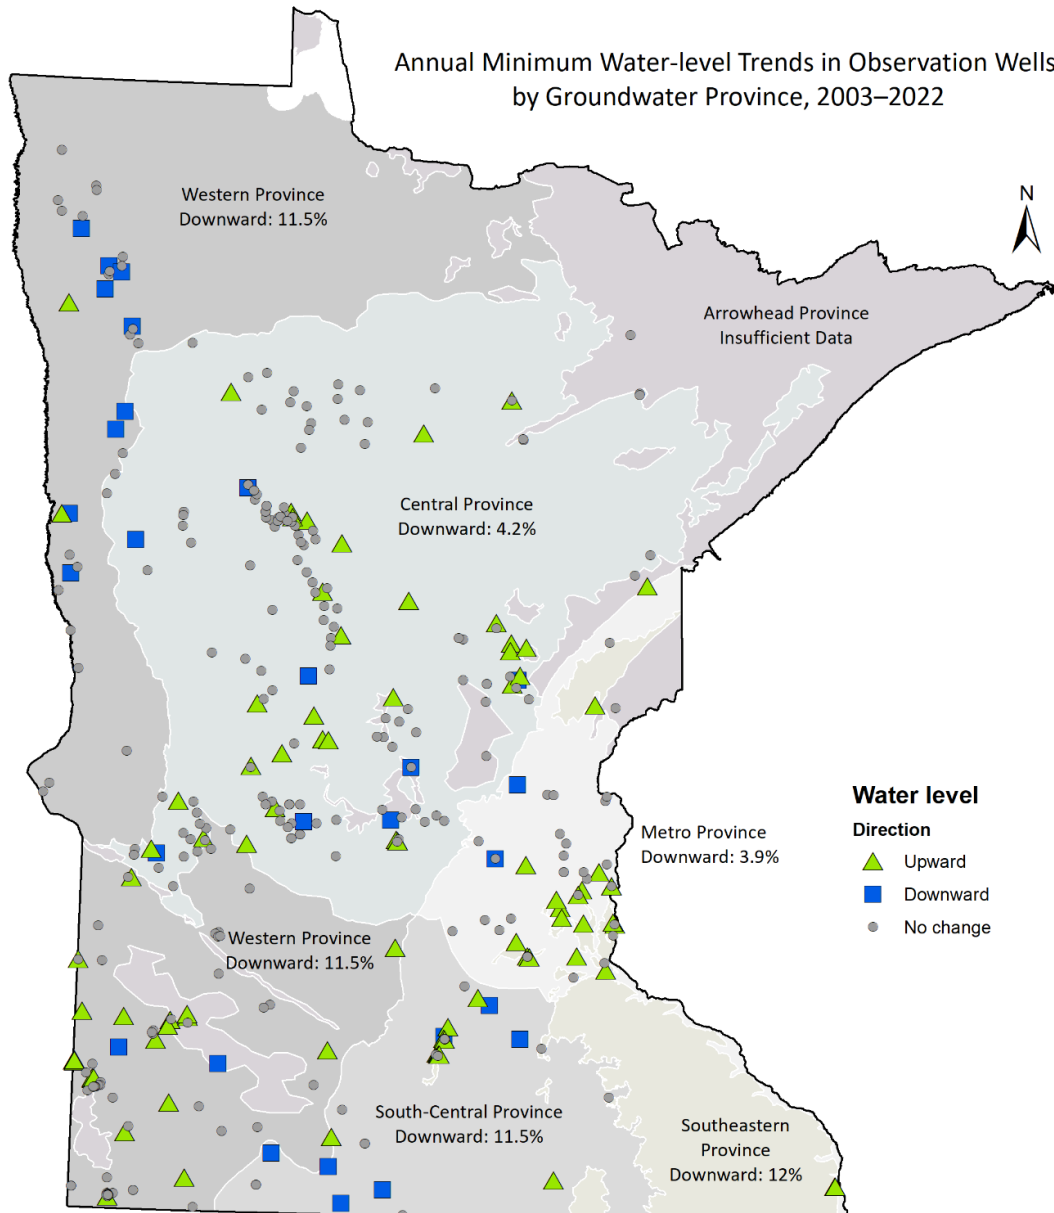 Annual Minimum Water-level Trends in Observation Wells
by Groundwater Province, 2003–2022
Western Province
Downward: 11.5%
N
Arrowhead Province
Insufficient Data
Central Province
Downward: 4.2%
Water level
Direction
Upward
Downward
No change
Metro Province
Downward: 3.9%
Western Province
Downward: 11.5%
South-Central Province
Downward: 11.5%
Southeastern
Province
Downward: 12%